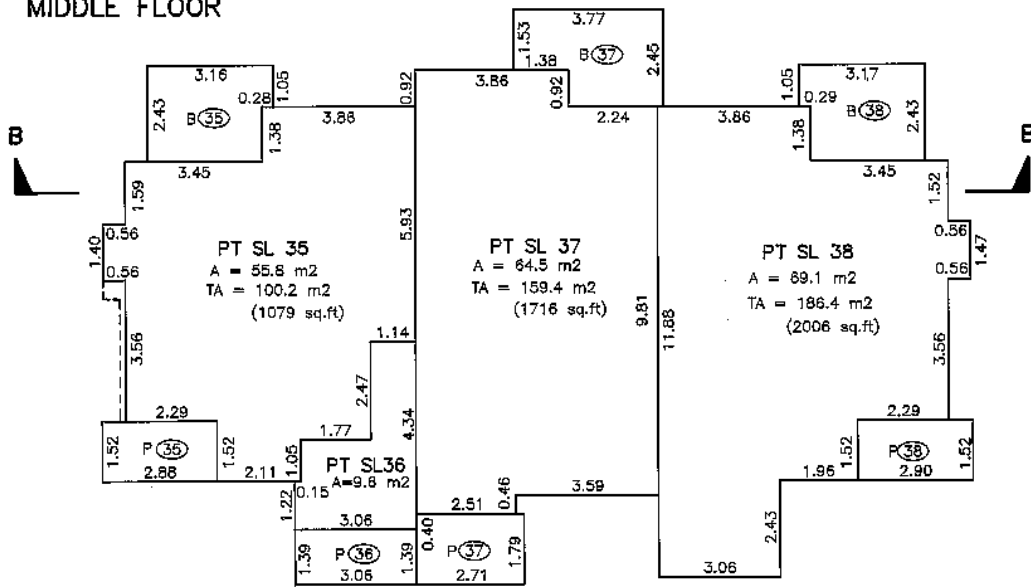 MIDDLE FLOOR
3.77
1.53
1.38
B 37
2.45
3.16
1.05
0.28
2.43
B 35
3.88
1.38
0.92
3.86
0.92
2.24
3.86
3.17
1.05
0.29
1.38
B 38
2.43
B
B
3.45
3.45
1.59
1.52
0.56
1.40
0.56
0.56
1.47
0.56
5.93
PT SL 35
A = 55.8 m2
TA = 100.2 m2
(1079 sq.ft)
PT SL 37
A = 64.5 m2
TA = 159.4 m2
(1716 sq.ft)
9.81
11.88
PT SL 38
A = 69.1 m2
TA = 186.4 m2
(2006 sq.ft)
1.14
3.56
3.56
2.47
2.29
2.29
4.34
1.77
1.52
P 35
1.52
1.05
1.52
P 38
1.52
2.88
2.11
PT SL36
A=9.8 m2
1.96
2.90
0.15
1.22
0.46
3.59
2.51
3.06
0.40
2.43
1.39
P 36
1.39
P 37
1.79
3.06
2.71
3.06